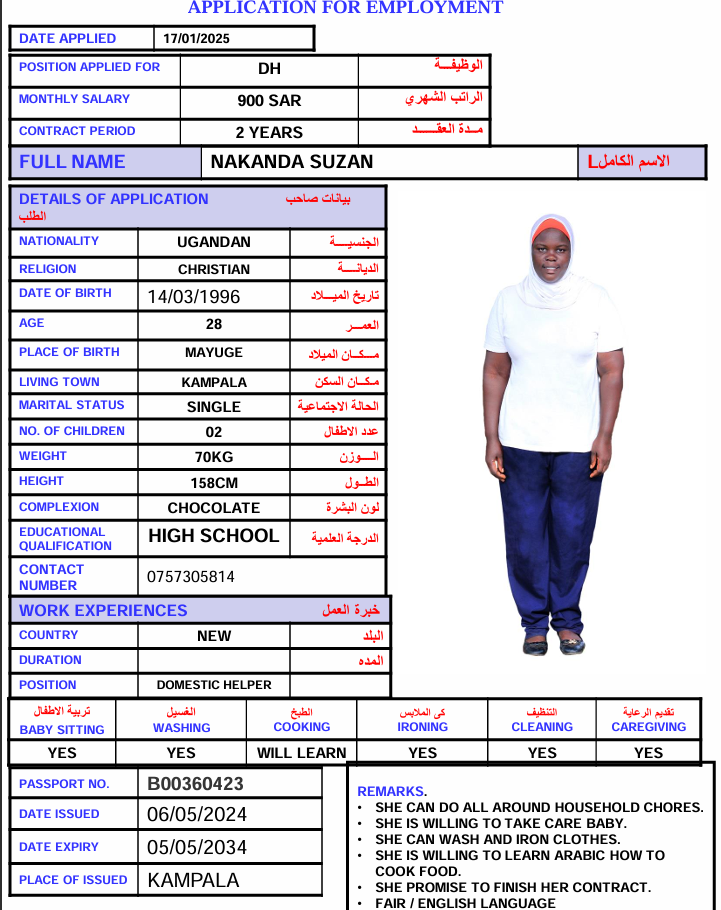 APPLICATION FOR EMPLOYMENT
DATE APPLIED 17/01/2025
POSITION APPLIED FOR DH الوظيفـــة
MONTHLY SALARY 900 SAR الراتب الشهري
CONTRACT PERIOD 2 YEARS مــدة العقــــد
FULL NAME NAKANDA SUZAN الاسم الكاملL
DETAILS OF APPLICATION بيانات صاحب
الطلب
NATIONALITY UGANDAN الجنسيــــة
RELIGION CHRISTIAN الديانــــة
DATE OF BIRTH 14/03/1996 تاريخ الميــلاد
AGE 28 العمــر
PLACE OF BIRTH MAYUGE مــكــان الميلاد
LIVING TOWN KAMPALA مكــان السكن
MARITAL STATUS SINGLE الحالة الاجتماعية
NO. OF CHILDREN 02 عدد الاطفال
WEIGHT 70KG الــــوزن
HEIGHT 158CM الطــول
COMPLEXION CHOCOLATE لون البشرة
EDUCATIONAL
QUALIFICATION HIGH SCHOOL الدرجة العلمية
CONTACT
NUMBER 0757305814
WORK EXPERIENCES خبرة العمل
COUNTRY NEW البلد
DURATION المده
POSITION DOMESTIC HELPER
تربية الاطفال الغسيل الطبخ كي الملابس التنظيف تقديم الرعاية
BABY SITTING WASHING COOKING IRONING CLEANING CAREGIVING
YES YES WILL LEARN YES YES YES
PASSPORT NO. B00360423
DATE ISSUED 06/05/2024
DATE EXPIRY 05/05/2034
PLACE OF ISSUED KAMPALA
REMARKS.
• SHE CAN DO ALL AROUND HOUSEHOLD CHORES.
• SHE IS WILLING TO TAKE CARE BABY.
• SHE CAN WASH AND IRON CLOTHES.
• SHE IS WILLING TO LEARN ARABIC HOW TO
COOK FOOD.
• SHE PROMISE TO FINISH HER CONTRACT.
• FAIR / ENGLISH LANGUAGE